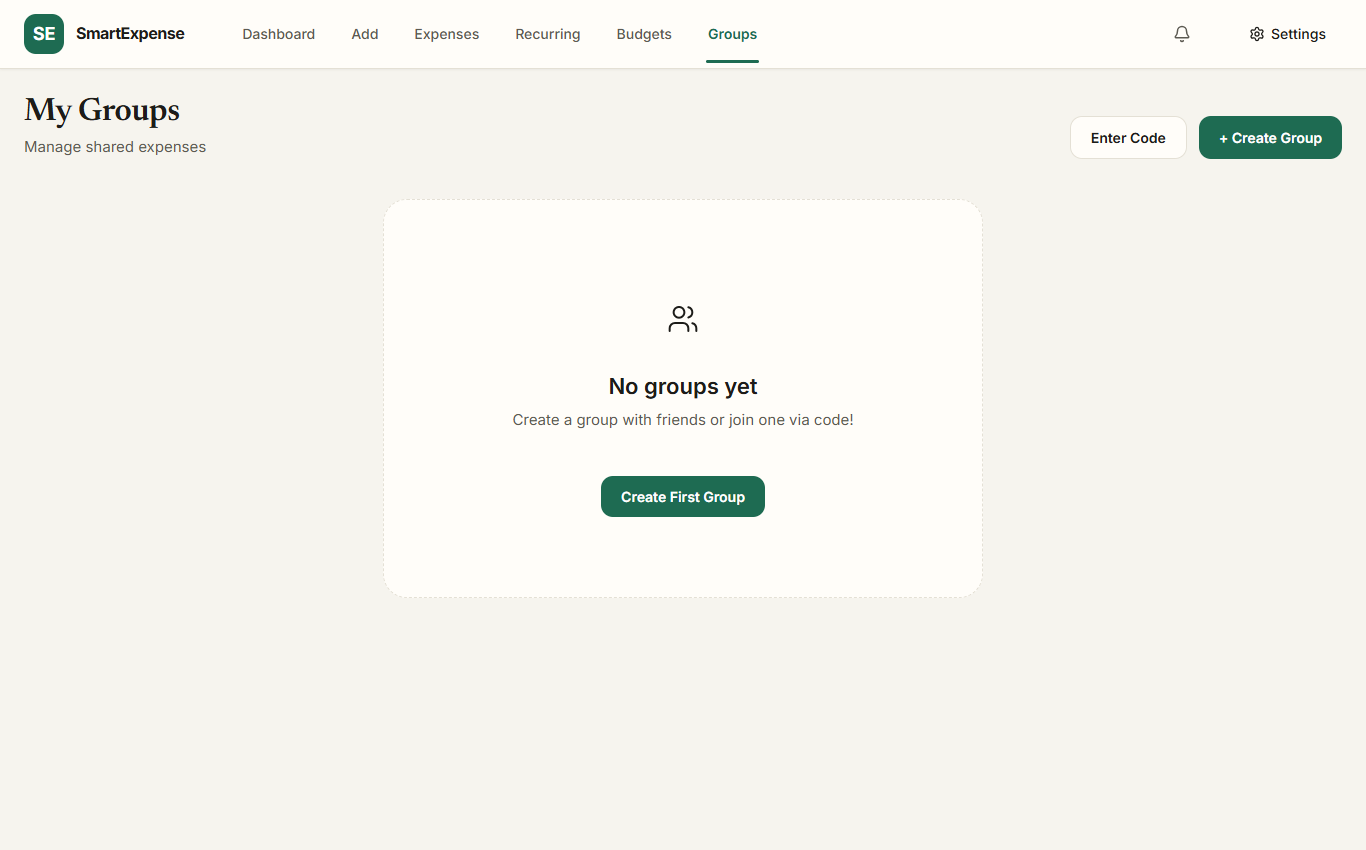 SE
SmartExpense
Dashboard
Add
Expenses
Recurring
Budgets
Groups
Settings
My Groups
Manage shared expenses
Enter Code
+ Create Group
No groups yet
Create a group with friends or join one via code!
Create First Group